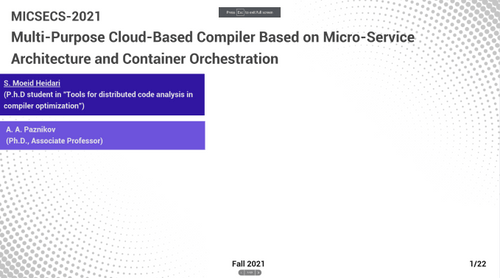 Press Esc to exit full screen
MICSECS-2021
Multi-Purpose Cloud-Based Compiler Based on Micro-Service
Architecture and Container Orchestration
S. Moeid Heidari
(P.h.D student in "Tools for distributed code analysis in
compiler optimization")
A. A. Paznikov
(Ph.D., Associate Professor)
Fall 2021
1/22